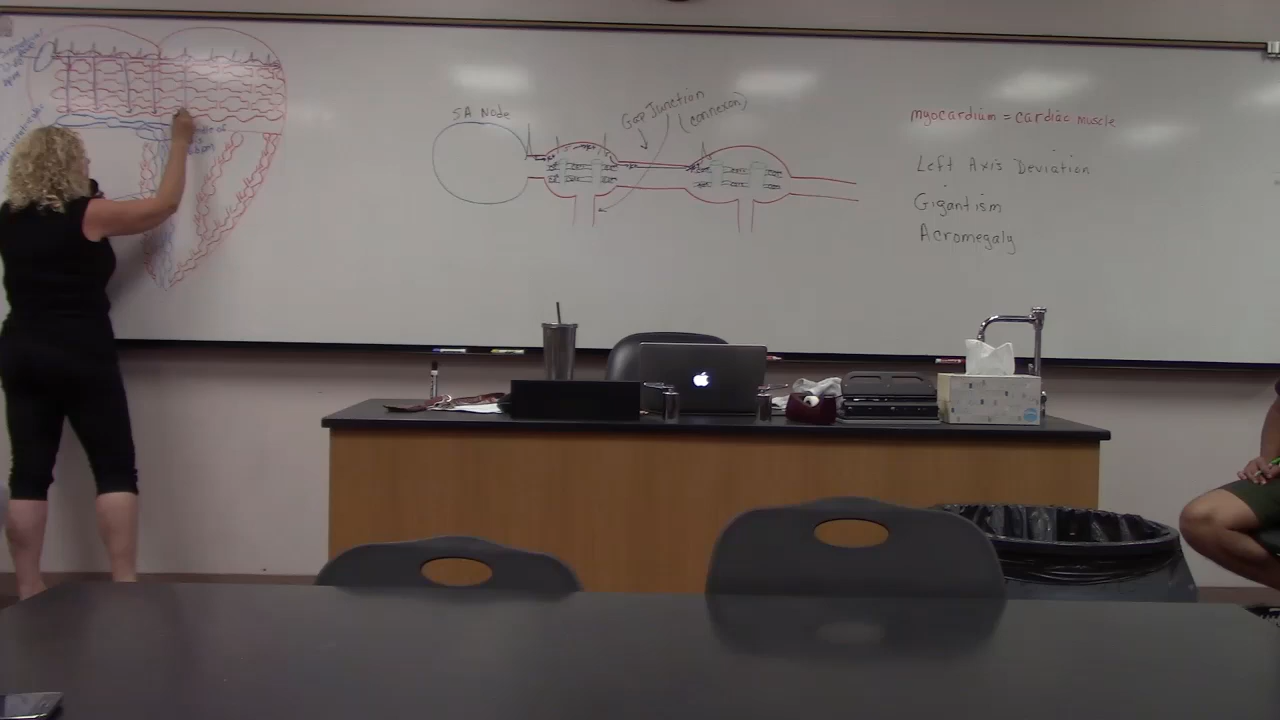 SA Node
Gap Junction
(connexon)
myocardium = cardiac muscle
Left Axis Deviation
Gigantism
Acromegaly